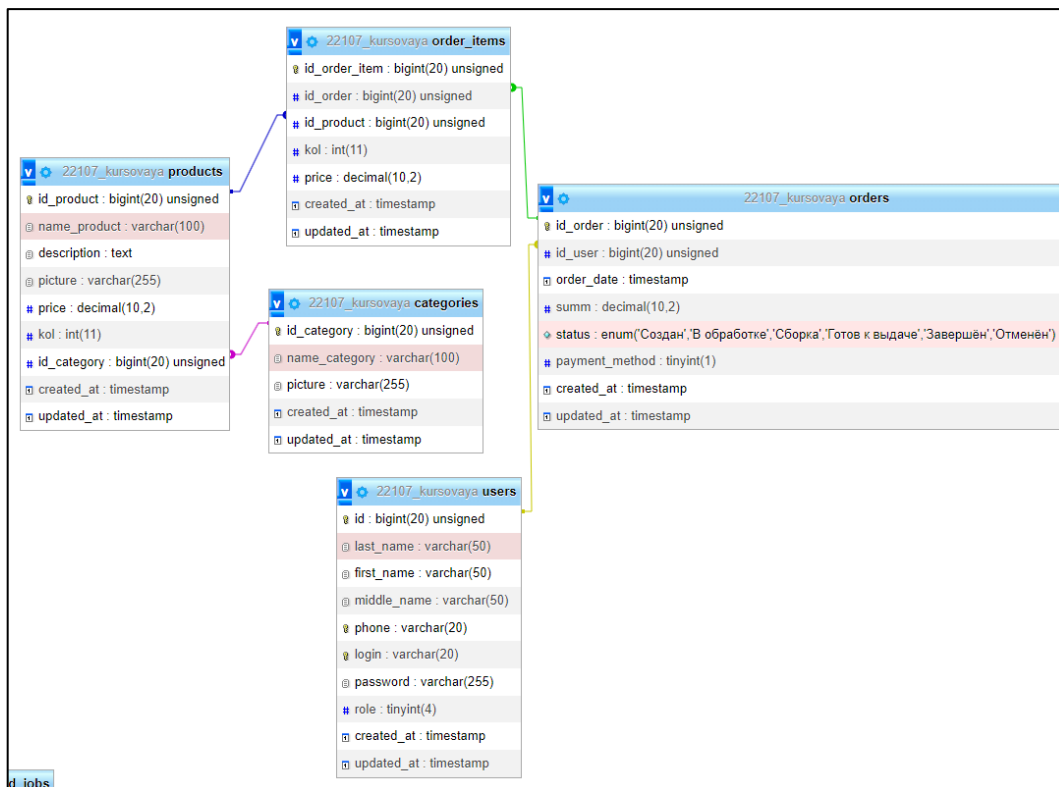 22107_kursovaya order_items
id_order_item : bigint(20) unsigned
id_order : bigint(20) unsigned
id_product : bigint(20) unsigned
kol : int(11)
price : decimal(10,2)
created_at : timestamp
updated_at : timestamp
22107_kursovaya products
id_product : bigint(20) unsigned
name_product : varchar(100)
description : text
picture : varchar(255)
price : decimal(10,2)
kol : int(11)
id_category : bigint(20) unsigned
created_at : timestamp
updated_at : timestamp
22107_kursovaya orders
id_order : bigint(20) unsigned
id_user : bigint(20) unsigned
order_date : timestamp
summ : decimal(10,2)
status : enum('Создан','В обработке','Сборка','Готов к выдаче','Завершён','Отменён')
payment_method : tinyint(1)
created_at : timestamp
updated_at : timestamp
22107_kursovaya categories
id_category : bigint(20) unsigned
name_category : varchar(100)
picture : varchar(255)
created_at : timestamp
updated_at : timestamp
22107_kursovaya users
id : bigint(20) unsigned
last_name : varchar(50)
first_name : varchar(50)
middle_name : varchar(50)
phone : varchar(20)
login : varchar(20)
password : varchar(255)
role : tinyint(4)
created_at : timestamp
updated_at : timestamp
d_jobs